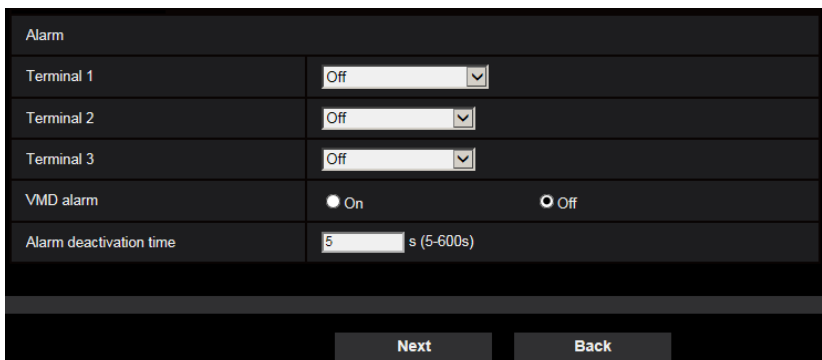 Alarm
Terminal 1 Off
Terminal 2 Off
Terminal 3 Off
VMD alarm On Off
Alarm deactivation time 5 s (5-600s)
Next Back